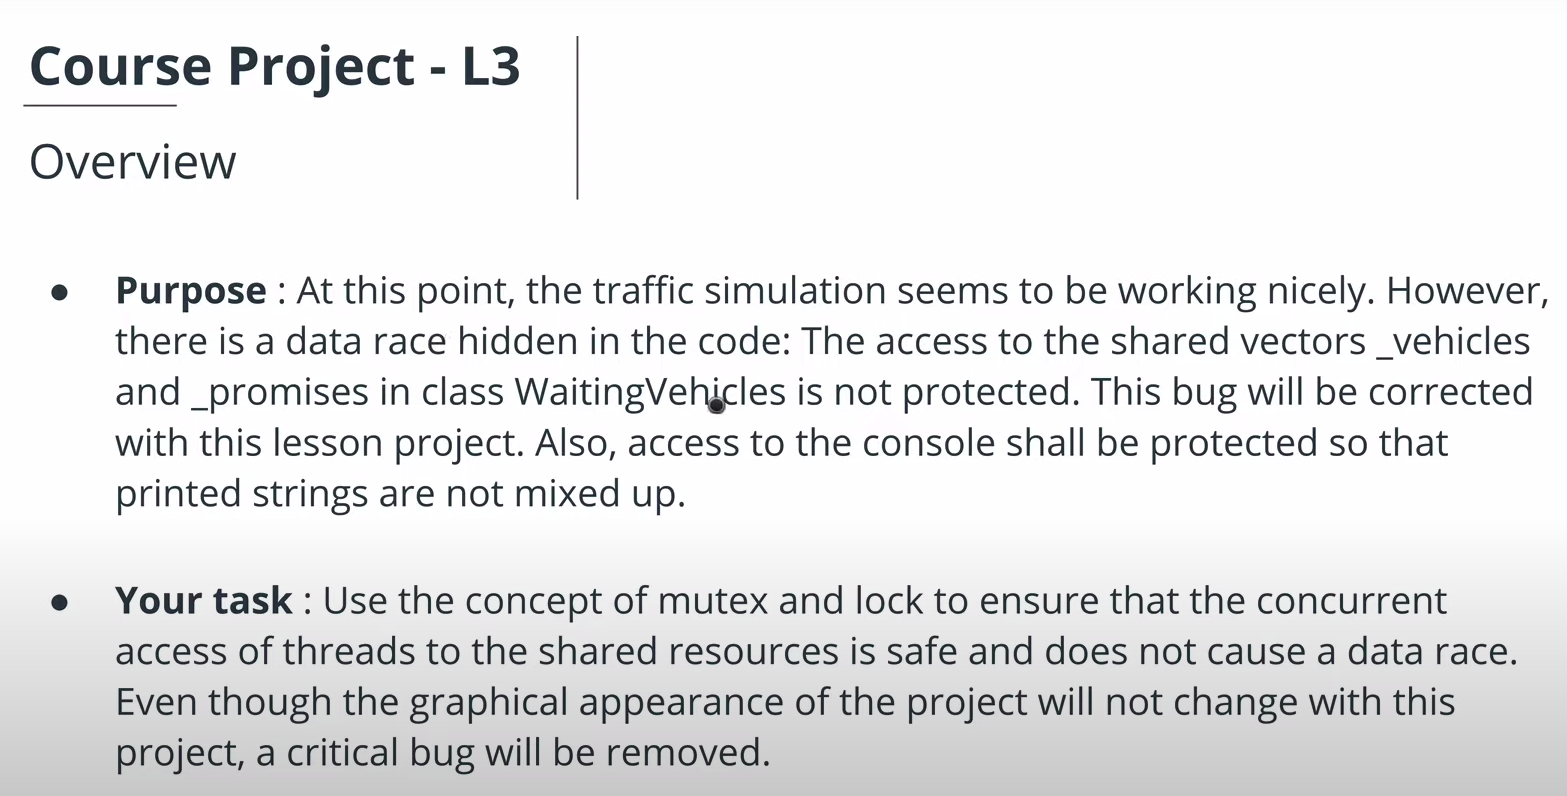 Course Project - L3
Overview
● Purpose : At this point, the traffic simulation seems to be working nicely. However,
there is a data race hidden in the code: The access to the shared vectors _vehicles
and _promises in class WaitingVehicles is not protected. This bug will be corrected
with this lesson project. Also, access to the console shall be protected so that
printed strings are not mixed up.
● Your task : Use the concept of mutex and lock to ensure that the concurrent
access of threads to the shared resources is safe and does not cause a data race.
Even though the graphical appearance of the project will not change with this
project, a critical bug will be removed.